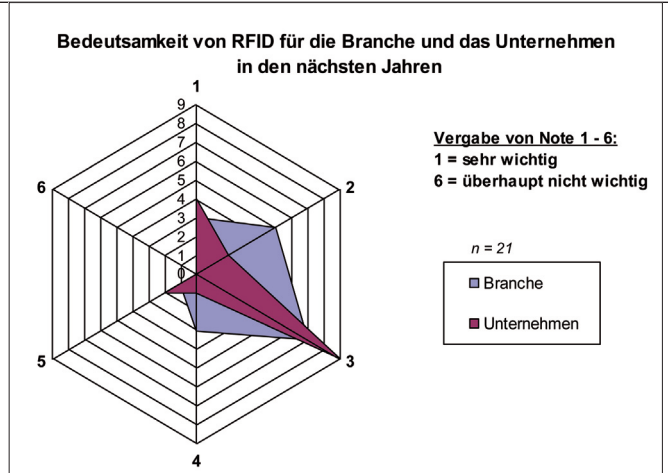 Bedeutsamkeit von RFID für die Branche und das Unternehmen
in den nächsten Jahren
1
9
8
7
6
5
4
3
2
1
0
2
3
4
5
6
Vergabe von Note 1 - 6:
1 = sehr wichtig
6 = überhaupt nicht wichtig
n = 21
Branche
Unternehmen